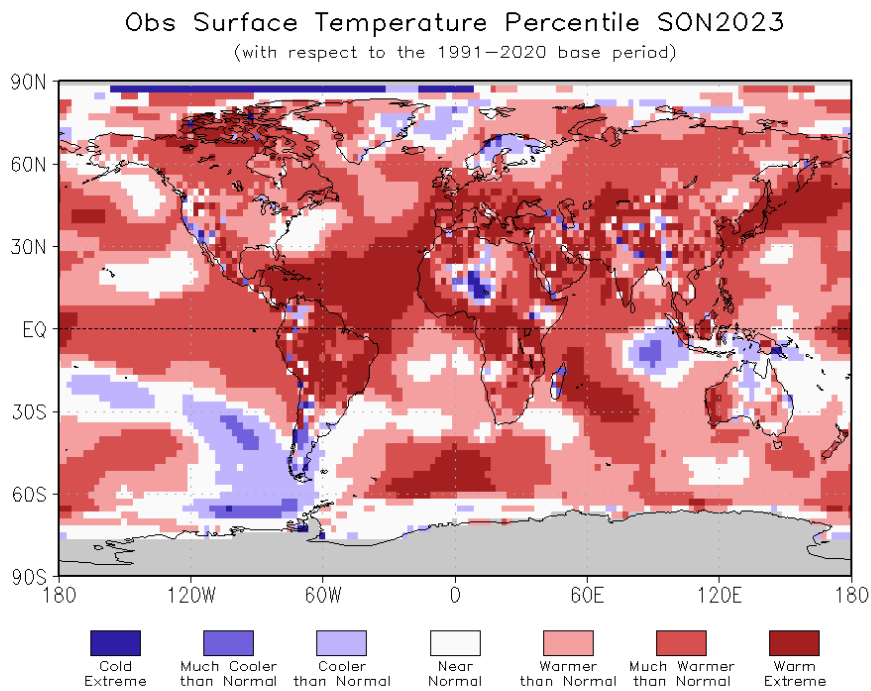 Obs Surface Temperature Percentile SON2023
(with respect to the 1991−2020 base period)
90N
60N
30N
EQ
30S
60S
90S
180 120W 60W 0 60E 120E 180
Cold Extreme
Much Cooler than Normal
Cooler than Normal
Near Normal
Warmer than Normal
Much Warmer than Normal
Warm Extreme